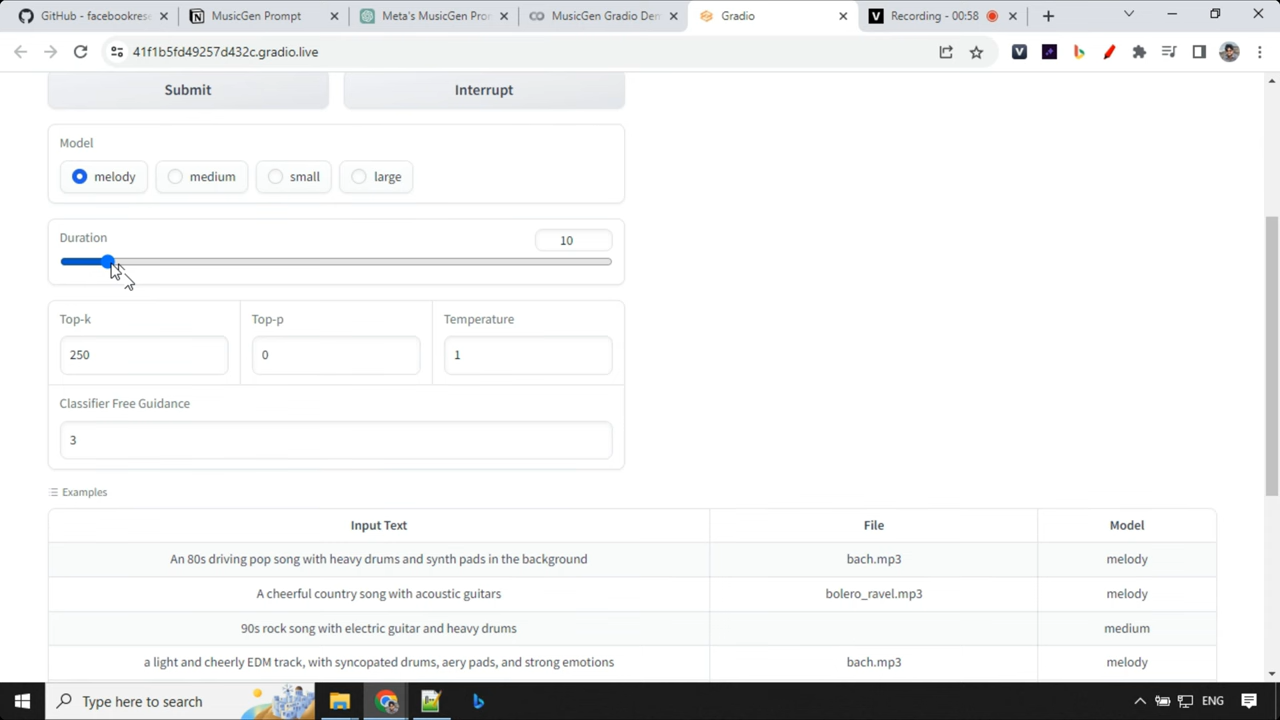 GitHub - facebookres
MusicGen Prompt
Meta's MusicGen Pro
MusicGen Gradio De
Gradio
Recording - 00:58
41f1b5fd49257d432c.gradio.live
Submit
Interrupt
Model
melody
medium
small
large
Duration
10
Top-k
Top-p
Temperature
250
0
1
Classifier Free Guidance
3
Examples
Input Text
File
Model
An 80s driving pop song with heavy drums and synth pads in the background
bach.mp3
melody
A cheerful country song with acoustic guitars
bolero_ravel.mp3
melody
90s rock song with electric guitar and heavy drums
medium
a light and cheerly EDM track, with syncopated drums, aery pads, and strong emotions
bach.mp3
melody
Type here to search
ENG